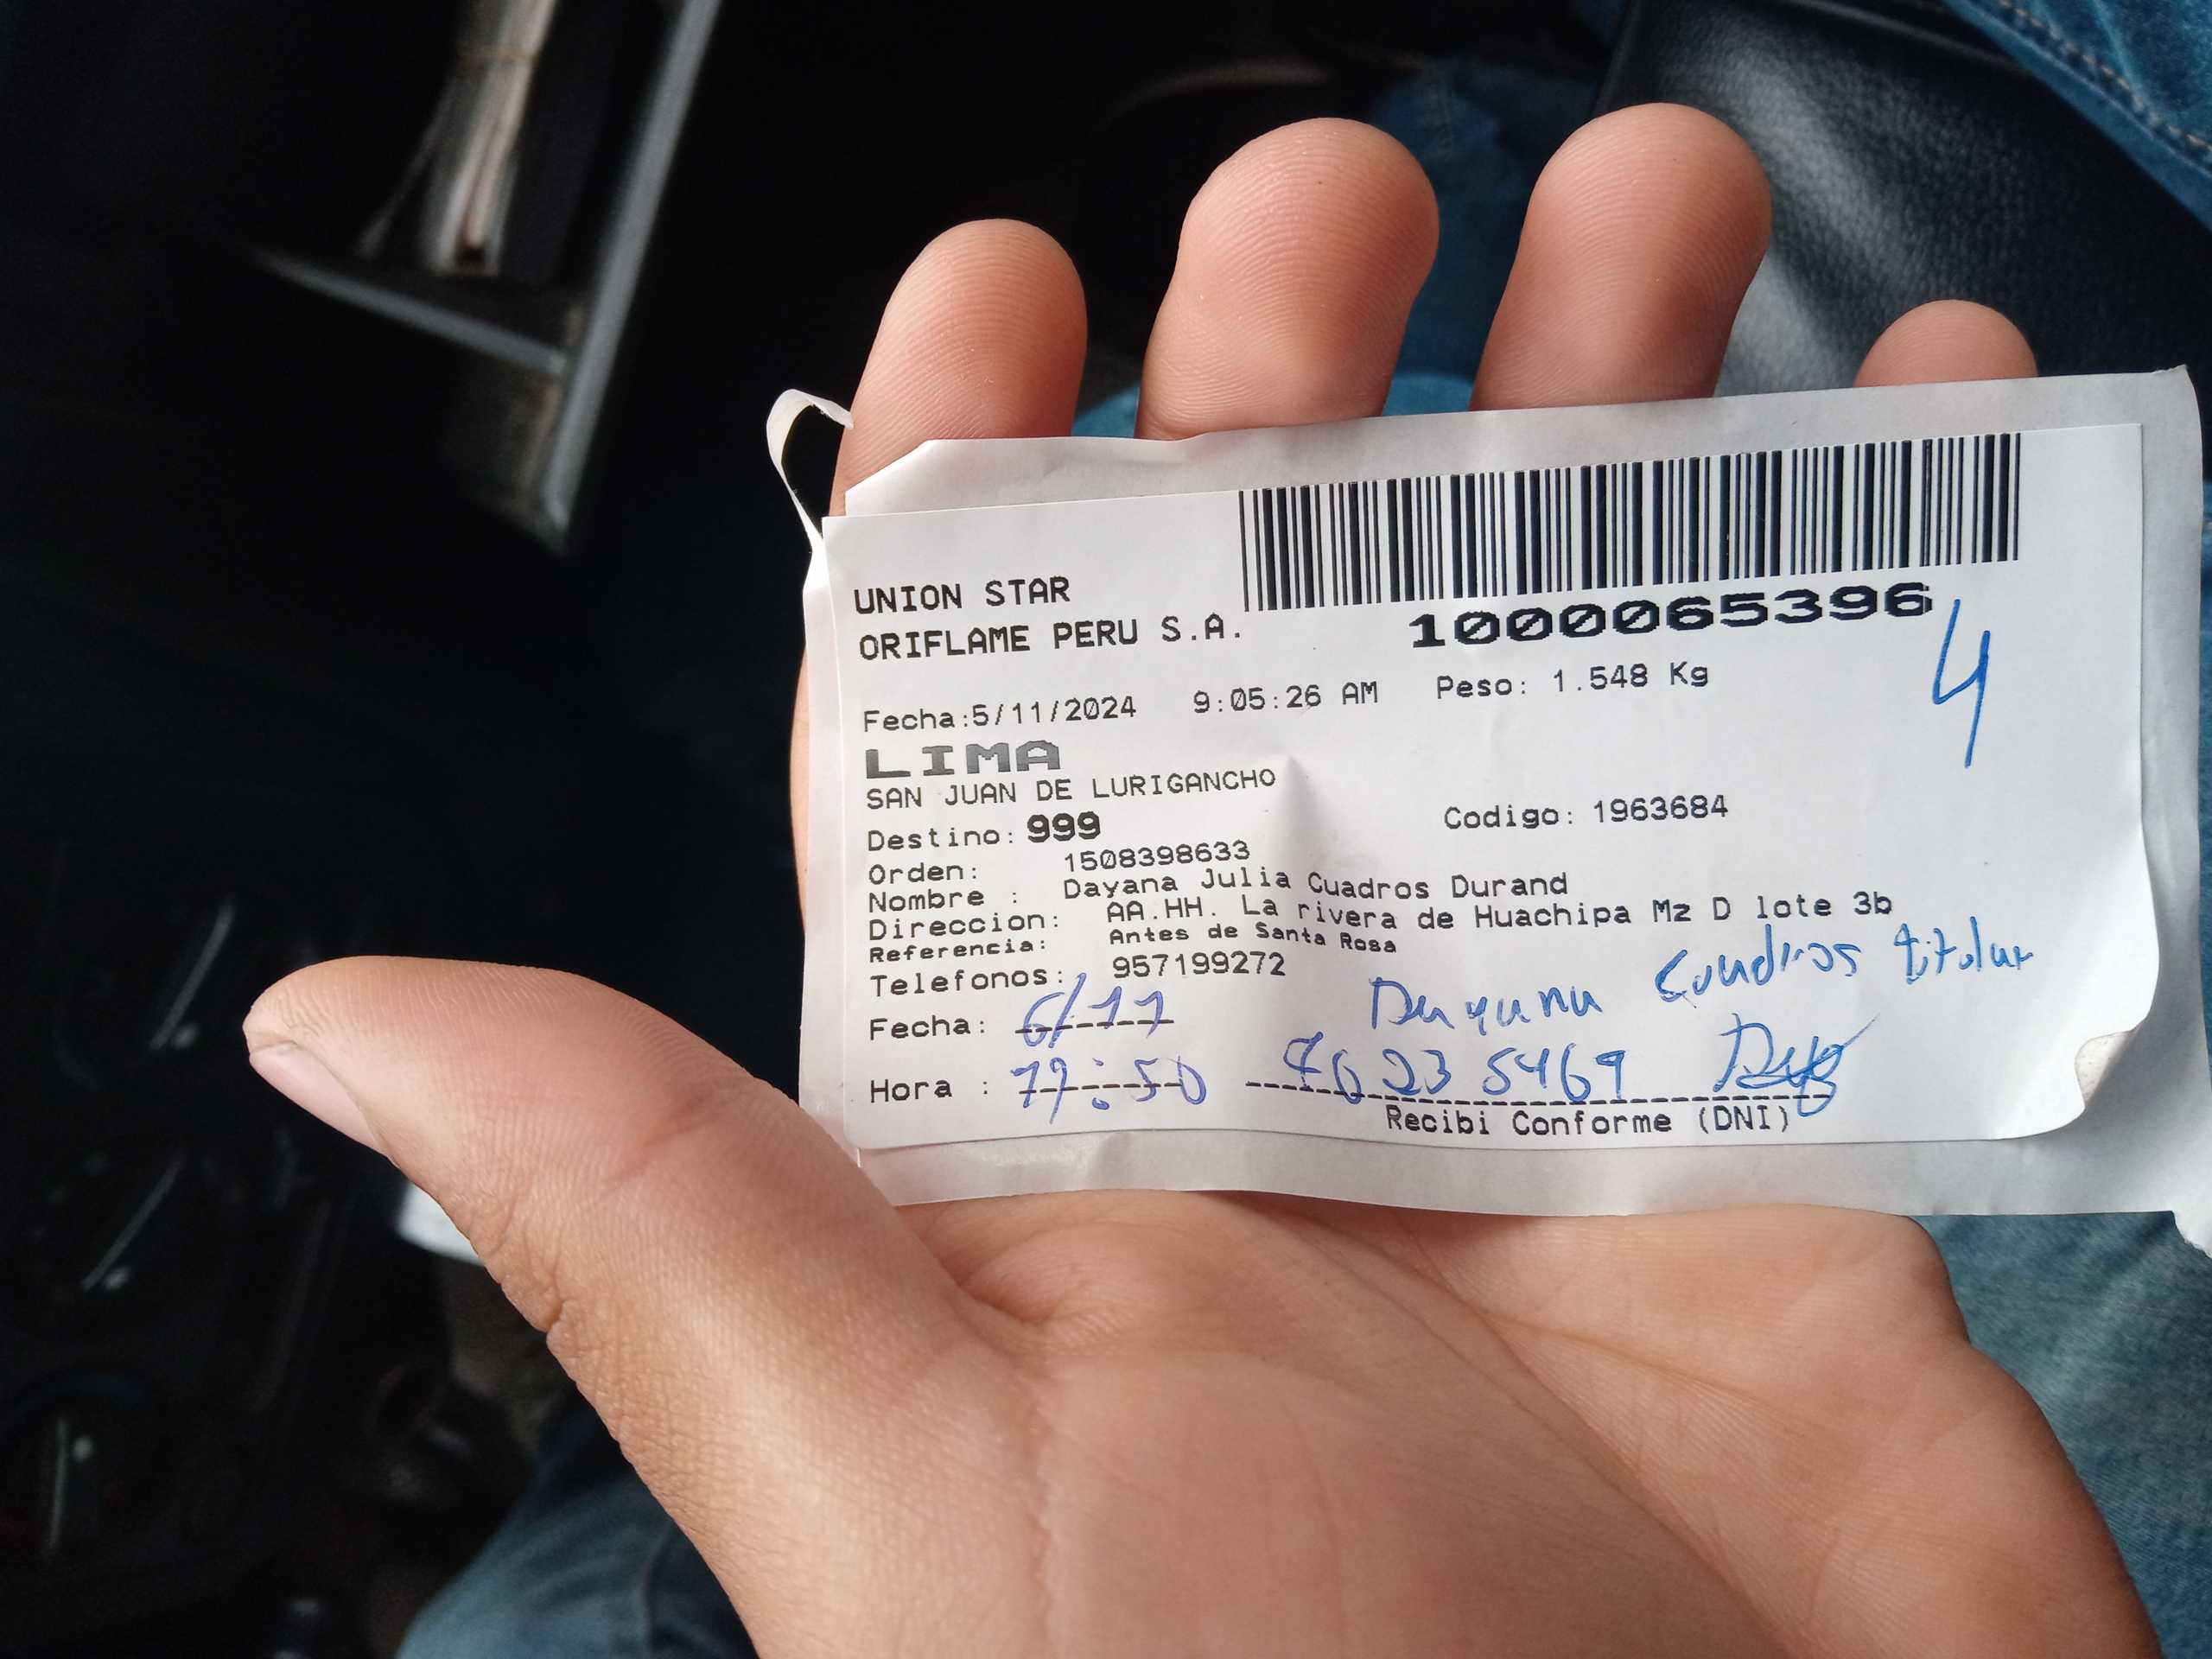 UNION STAR
ORIFLAME PERU S.A.
1000065396
4
Fecha:5/11/2024 9:05:26 AM Peso: 1.548 Kg
LIMA
SAN JUAN DE LURIGANCHO
Destino: 999 Codigo: 1963684
Orden: 1508398633
Nombre : Dayana Julia Cuadros Durand
Direccion: AA.HH. La rivera de Huachipa Mz D lote 3b
Referencia: Antes de Santa Rosa
Telefonos: 957199272
Dayana Cuadros titular
Fecha: 6/11
Hora : :50 5469
Recibi Conforme (DNI)